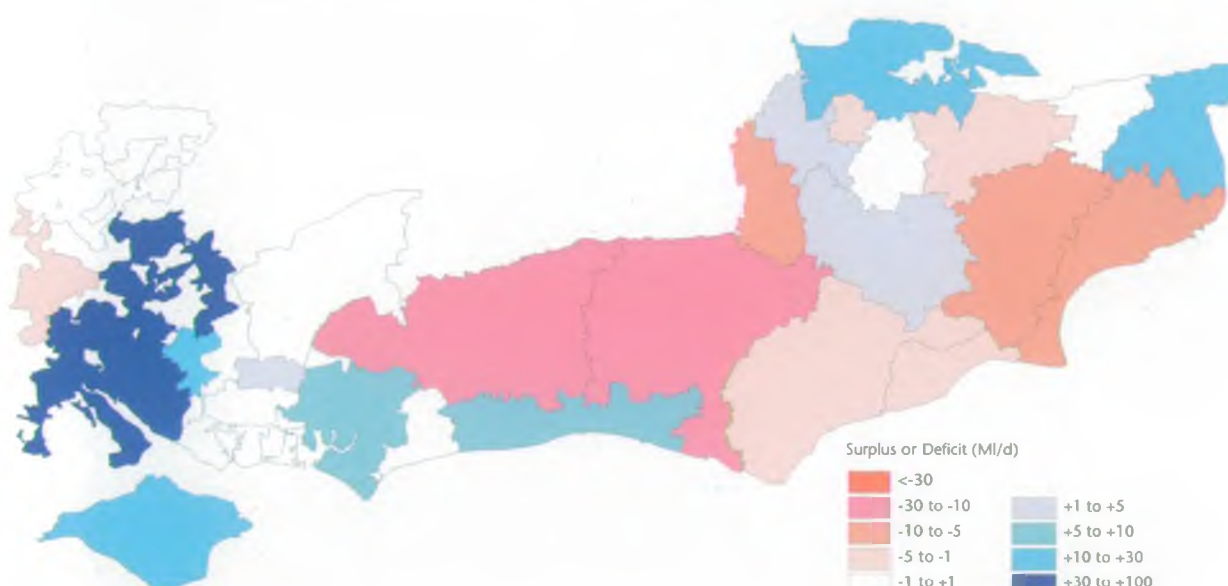 Surplus or Deficit (Ml/d)
<-30
-30 to -10
-10 to -5
-5 to -1
-1 to +1
+1 to +5
+5 to +10
+10 to +30
+30 to +100